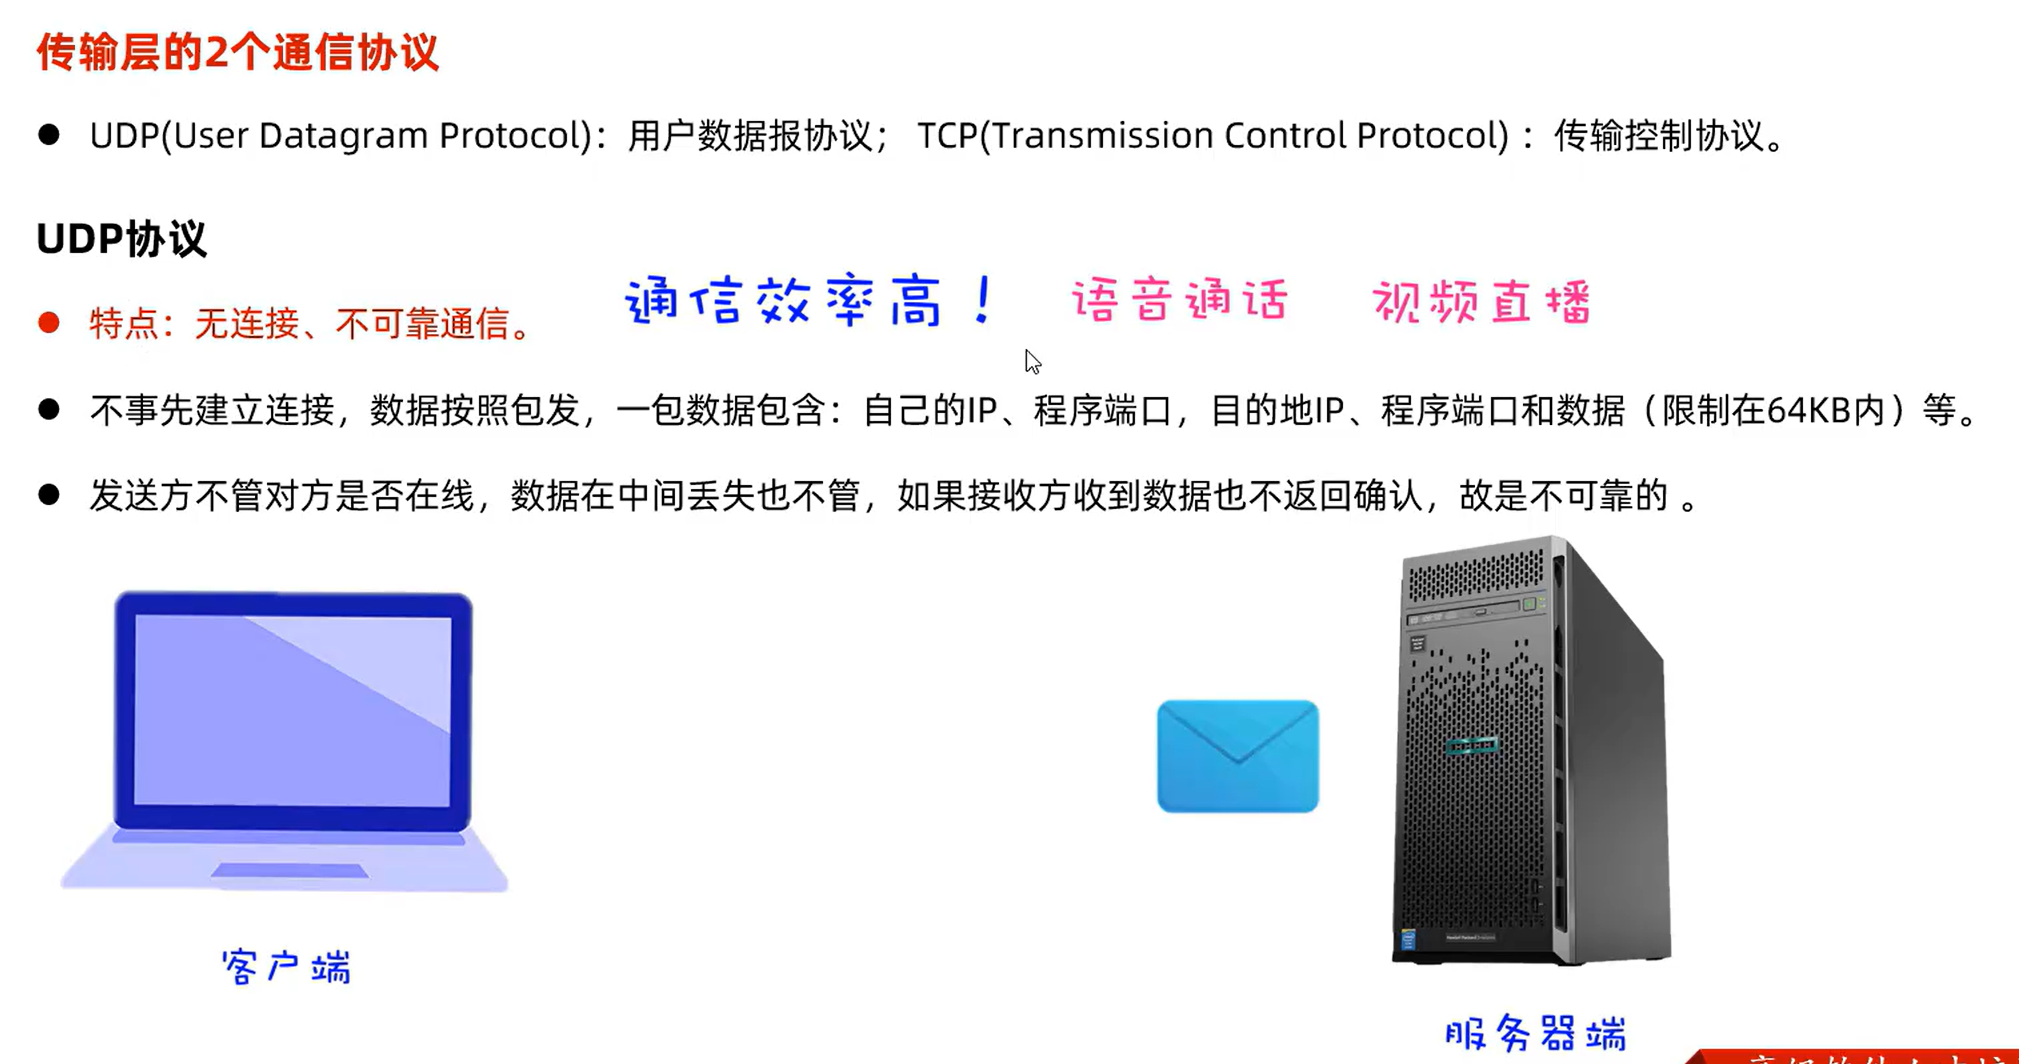 传输层的2个通信协议
● UDP(User Datagram Protocol)：用户数据报协议； TCP(Transmission Control Protocol) ：传输控制协议。
UDP协议
● 特点：无连接、不可靠通信。 通信效率高！ 语音通话 视频直播
● 不事先建立连接，数据按照包发，一包数据包含：自己的IP、程序端口，目的地IP、程序端口和数据（限制在64KB内）等。
● 发送方不管对方是否在线，数据在中间丢失也不管，如果接收方收到数据也不返回确认，故是不可靠的 。
客户端
服务器端